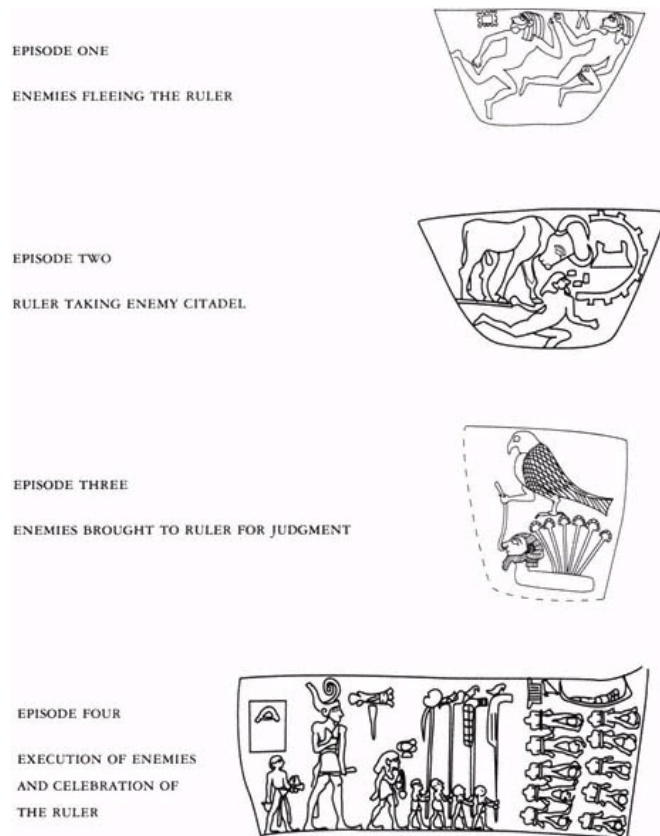 EPISODE ONE
ENEMIES FLEEING THE RULER
EPISODE TWO
RULER TAKING ENEMY CITADEL
EPISODE THREE
ENEMIES BROUGHT TO RULER FOR JUDGMENT
EPISODE FOUR
EXECUTION OF ENEMIES
AND CELEBRATION OF
THE RULER